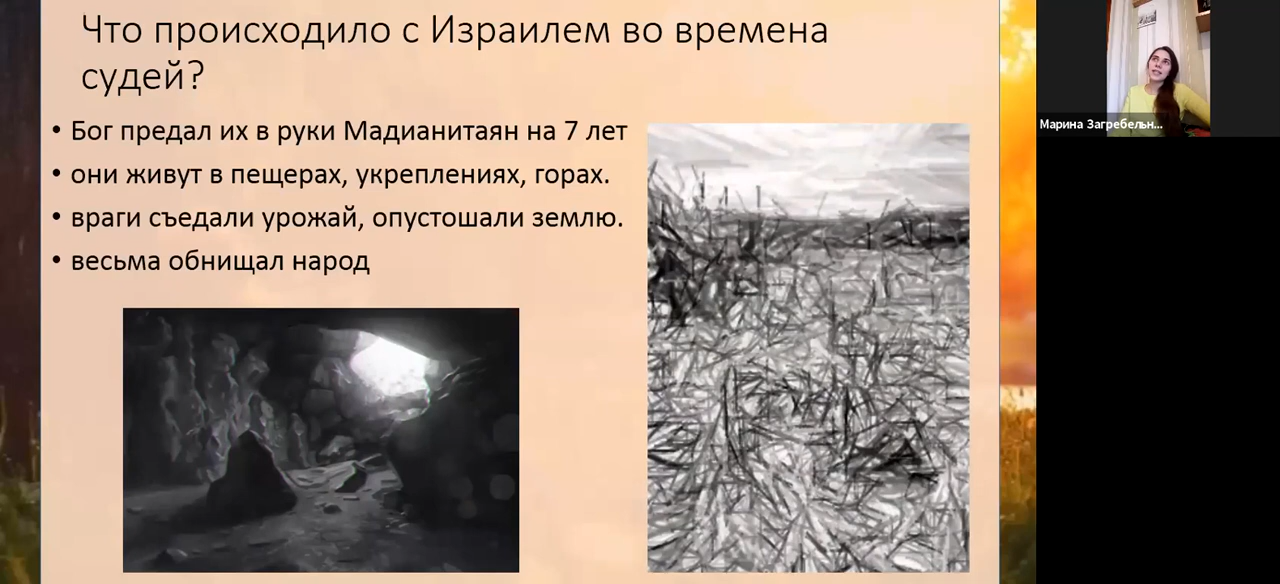 Что происходило с Израилем во времена
судей?
• Бог предал их в руки Мадианитаян на 7 лет
• они живут в пещерах, укреплениях, горах.
• враги съедали урожай, опустошали землю.
• весьма обнищал народ
Марина Загребельн...